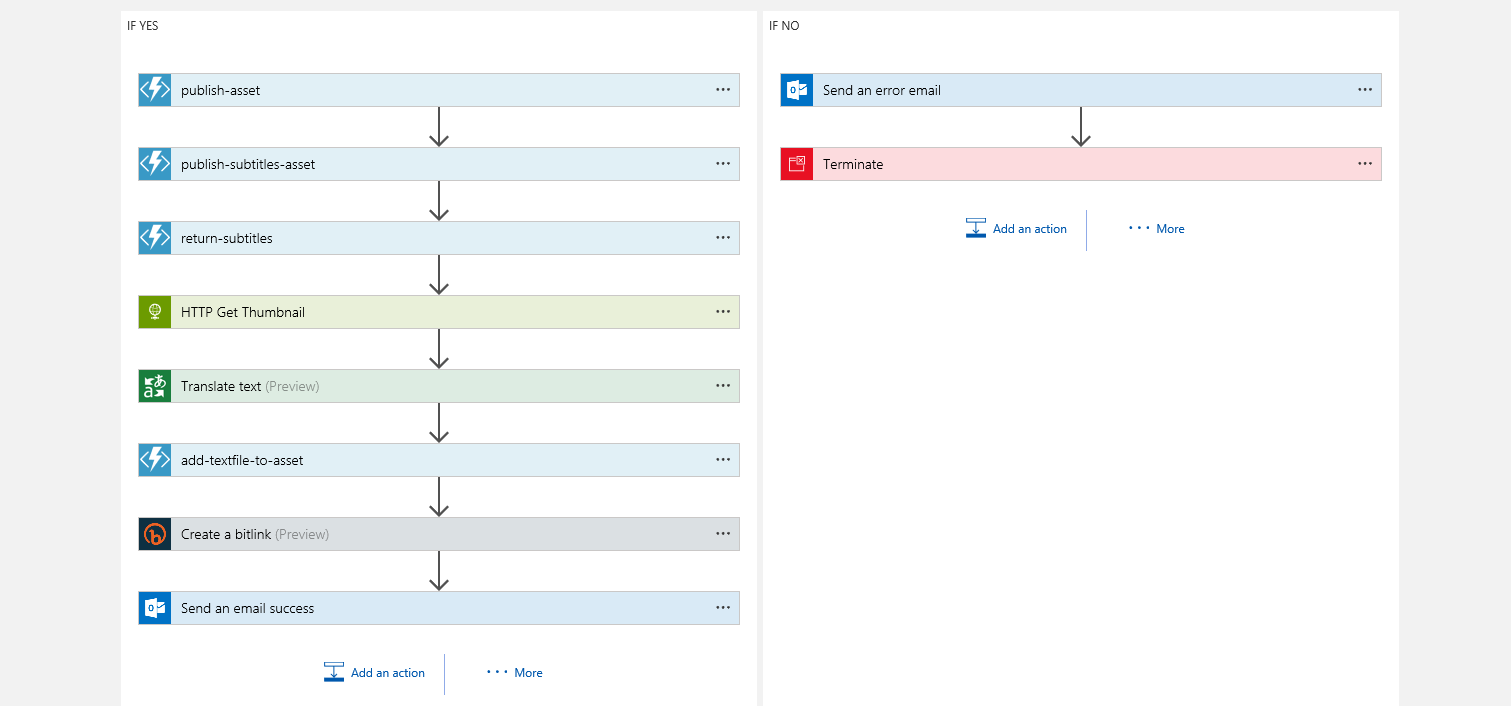 IF YES
publish-asset
publish-subtitles-asset
return-subtitles
HTTP Get Thumbnail
Translate text (Preview)
add-textfile-to-asset
Create a bitlink (Preview)
Send an email success
Add an action
More
IF NO
Send an error email
Terminate
Add an action
More